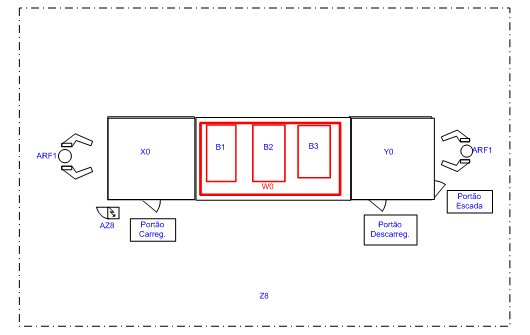 B1
B2
B3
X0
Y0
ARF1
ARF1
W0
Portão
Escada
AZ8
Portão
Carreg.
Portão
Descarreg.
Z8